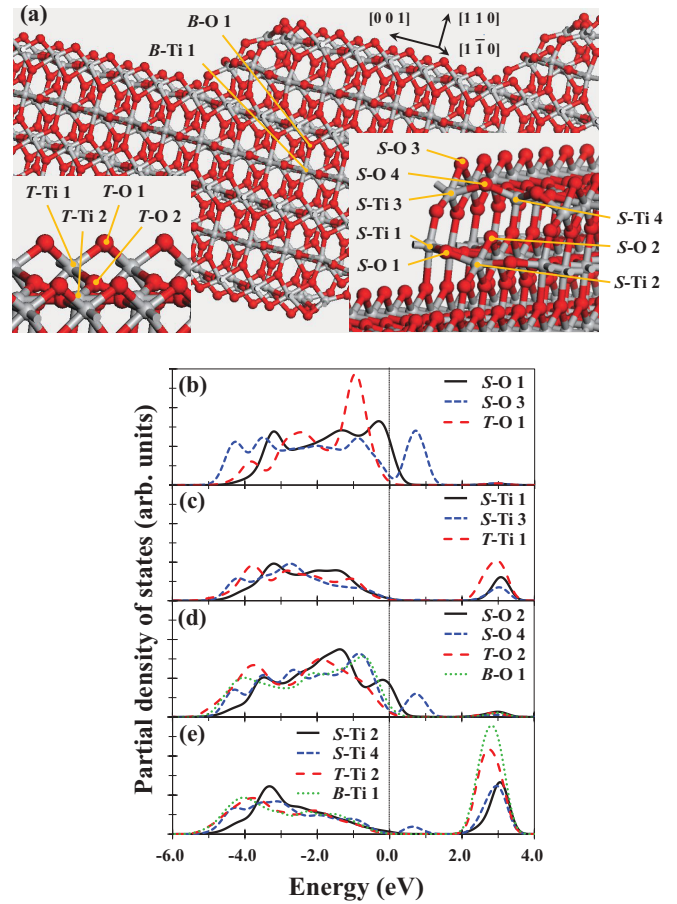 (a)
[0 0 1]
[1 1 0]
[1 1̅ 0]
B-O 1
B-Ti 1
S-O 3
S-O 4
S-Ti 3
S-Ti 4
S-Ti 1
S-O 2
S-O 1
S-Ti 2
T-Ti 1
T-O 1
T-Ti 2
T-O 2
Partial density of states (arb. units)
(b)
S-O 1
S-O 3
T-O 1
(c)
S-Ti 1
S-Ti 3
T-Ti 1
(d)
S-O 2
S-O 4
T-O 2
B-O 1
(e)
S-Ti 2
S-Ti 4
T-Ti 2
B-Ti 1
-6.0 -4.0 -2.0 0.0 2.0 4.0
Energy (eV)